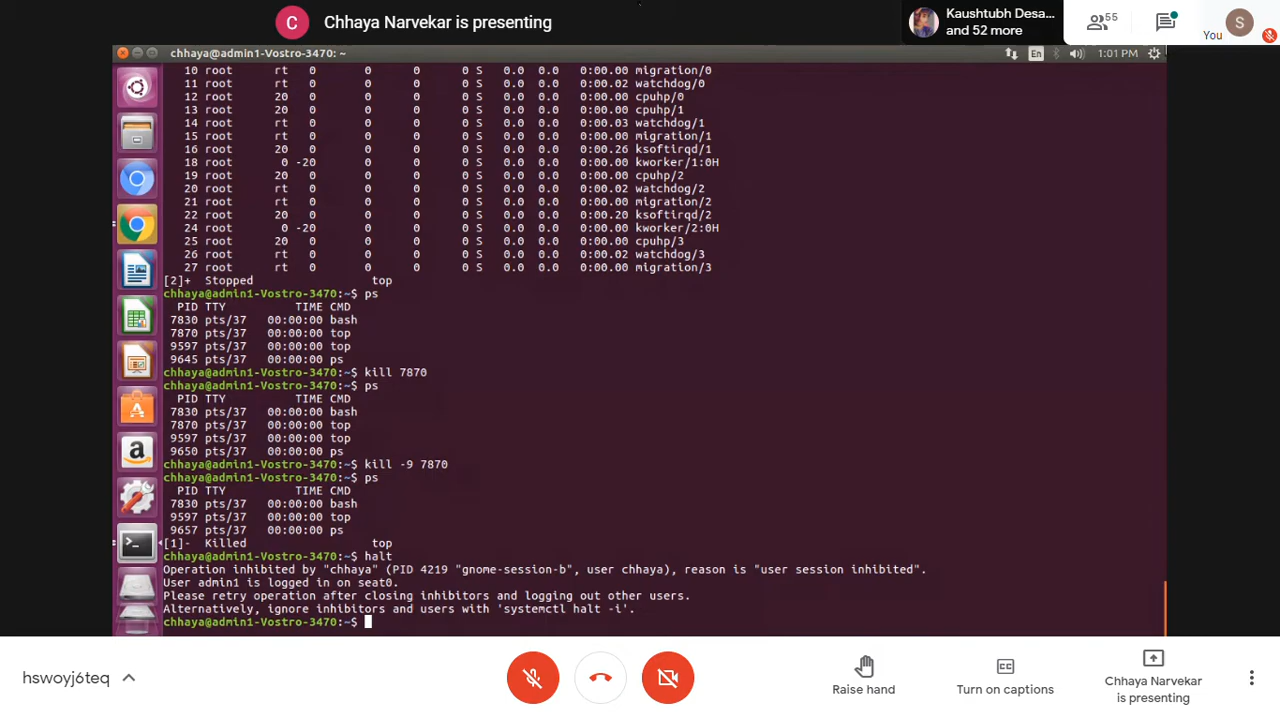 C Chhaya Narvekar is presenting
Kaushtubh Desa...
and 52 more
55
You
S
chhaya@admin1-Vostro-3470: ~
En
1:01 PM
10 root rt 0 0 0 0 S 0.0 0.0 0:00.00 migration/0
11 root rt 0 0 0 0 S 0.0 0.0 0:00.02 watchdog/0
12 root 20 0 0 0 0 S 0.0 0.0 0:00.00 cpuhp/0
13 root 20 0 0 0 0 S 0.0 0.0 0:00.00 cpuhp/1
14 root rt 0 0 0 0 S 0.0 0.0 0:00.03 watchdog/1
15 root rt 0 0 0 0 S 0.0 0.0 0:00.00 migration/1
16 root 20 0 0 0 0 S 0.0 0.0 0:00.26 ksoftirqd/1
18 root 0 -20 0 0 0 S 0.0 0.0 0:00.00 kworker/1:0H
19 root 20 0 0 0 0 S 0.0 0.0 0:00.00 cpuhp/2
20 root rt 0 0 0 0 S 0.0 0.0 0:00.02 watchdog/2
21 root rt 0 0 0 0 S 0.0 0.0 0:00.00 migration/2
22 root 20 0 0 0 0 S 0.0 0.0 0:00.20 ksoftirqd/2
24 root 0 -20 0 0 0 S 0.0 0.0 0:00.00 kworker/2:0H
25 root 20 0 0 0 0 S 0.0 0.0 0:00.00 cpuhp/3
26 root rt 0 0 0 0 S 0.0 0.0 0:00.02 watchdog/3
27 root rt 0 0 0 0 S 0.0 0.0 0:00.00 migration/3
[2]+ Stopped top
chhaya@admin1-Vostro-3470:~$ ps
PID TTY TIME CMD
7830 pts/37 00:00:00 bash
7870 pts/37 00:00:00 top
9597 pts/37 00:00:00 top
9645 pts/37 00:00:00 ps
chhaya@admin1-Vostro-3470:~$ kill 7870
chhaya@admin1-Vostro-3470:~$ ps
PID TTY TIME CMD
7830 pts/37 00:00:00 bash
7870 pts/37 00:00:00 top
9597 pts/37 00:00:00 top
9650 pts/37 00:00:00 ps
chhaya@admin1-Vostro-3470:~$ kill -9 7870
chhaya@admin1-Vostro-3470:~$ ps
PID TTY TIME CMD
7830 pts/37 00:00:00 bash
9597 pts/37 00:00:00 top
9657 pts/37 00:00:00 ps
[1]- Killed top
chhaya@admin1-Vostro-3470:~$ halt
Operation inhibited by "chhaya" (PID 4219 "gnome-session-b", user chhaya), reason is "user session inhibited".
User admin1 is logged in on seat0.
Please retry operation after closing inhibitors and logging out other users.
Alternatively, ignore inhibitors and users with 'systemctl halt -i'.
chhaya@admin1-Vostro-3470:~$
hswoyj6teq
Raise hand
Turn on captions
Chhaya Narvekar
is presenting